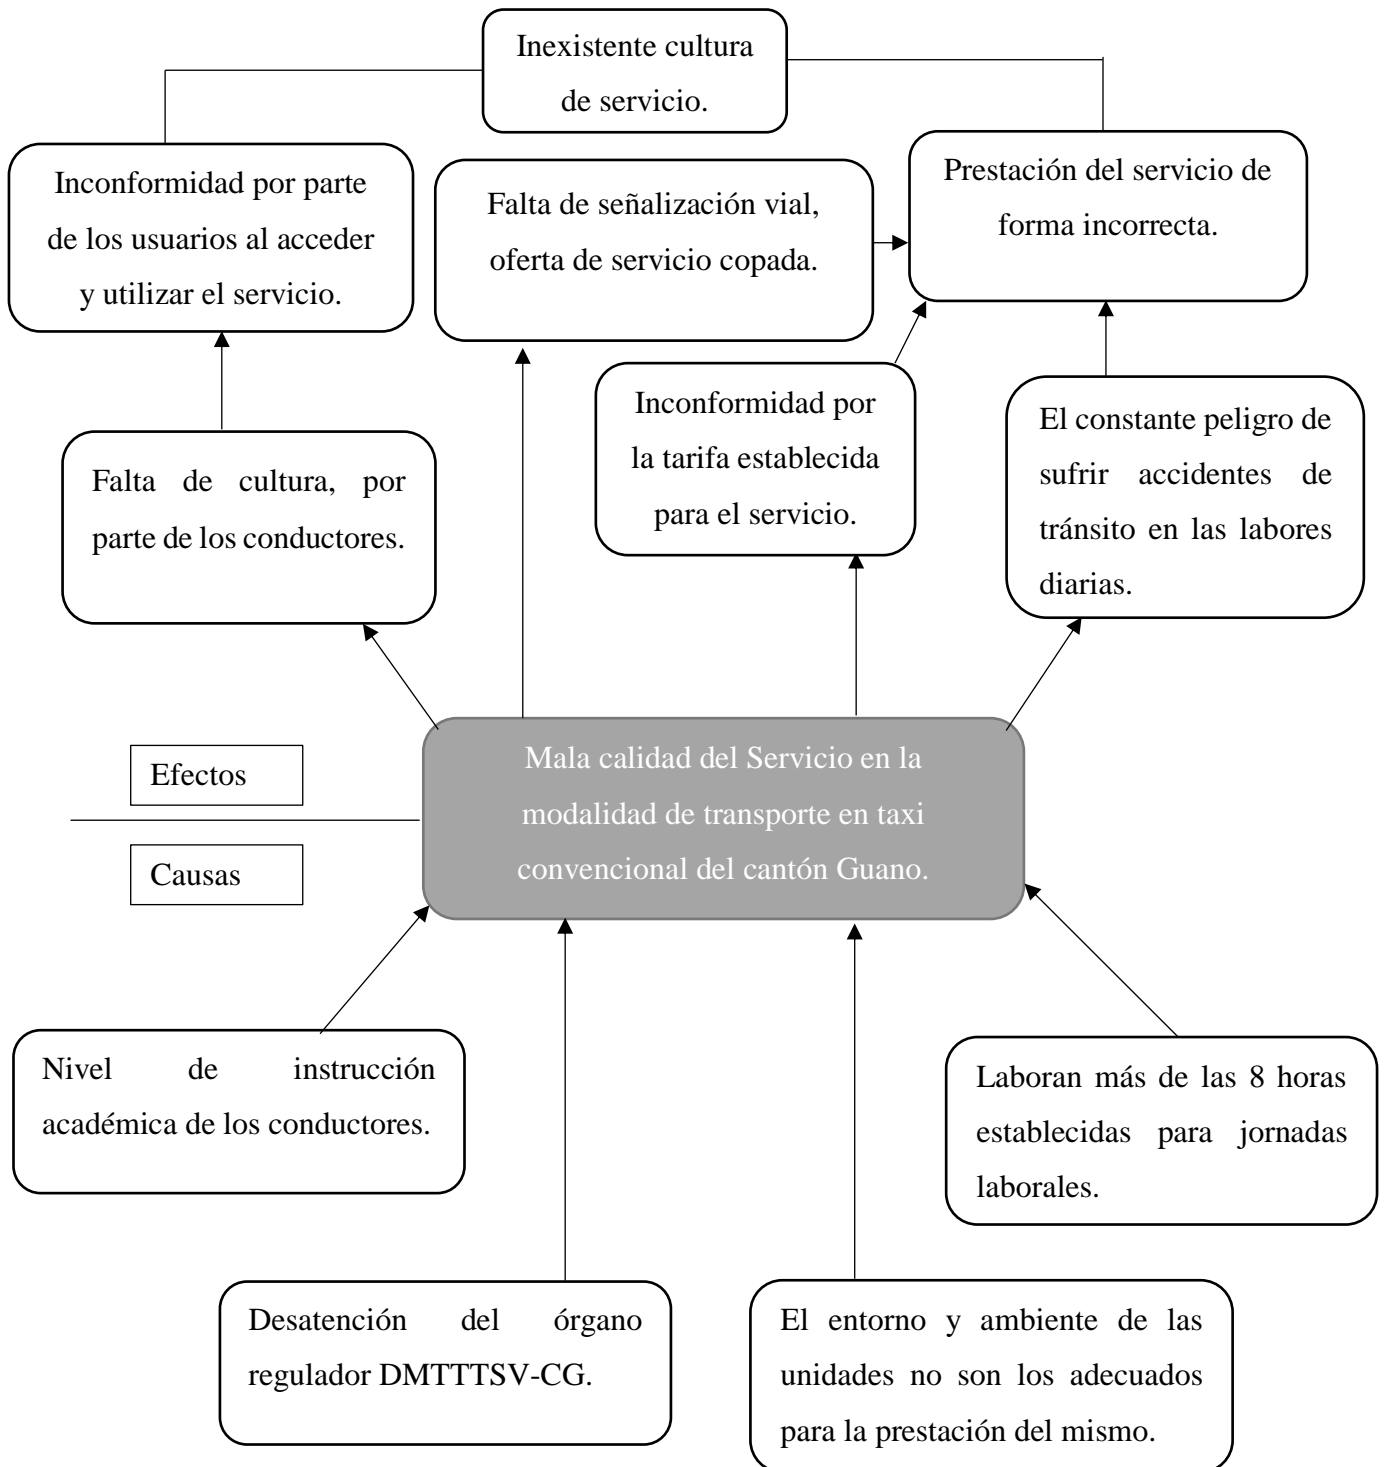 Inexistente cultura
de servicio.
Inconformidad por parte
de los usuarios al acceder
y utilizar el servicio.
Falta de señalización vial,
oferta de servicio copada.
Prestación del servicio de
forma incorrecta.
Falta de cultura, por
parte de los conductores.
Inconformidad por
la tarifa establecida
para el servicio.
El constante peligro de
sufrir accidentes de
tránsito en las labores
diarias.
Efectos
Causas
Mala calidad del Servicio en la
modalidad de transporte en taxi
convencional del cantón Guano.
Nivel de instrucción
académica de los conductores.
Laboran más de las 8 horas
establecidas para jornadas
laborales.
Desatención del órgano
regulador DMTTTSV-CG.
El entorno y ambiente de las
unidades no son los adecuados
para la prestación del mismo.